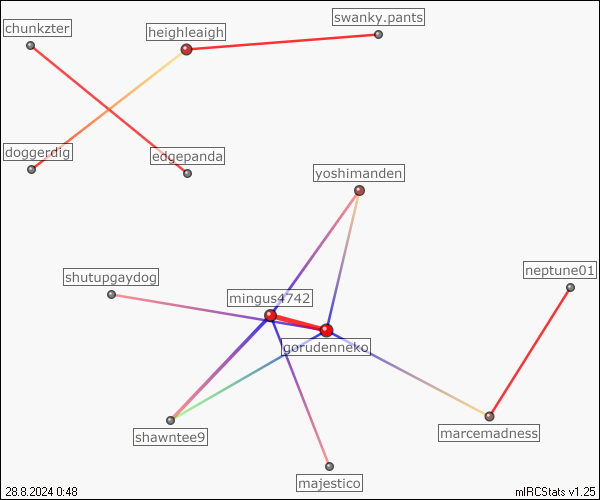 swanky.pants
chunkzter
heighleaigh
doggerdig
edgepanda
yoshimanden
shutupgaydog
neptune01
mingus4742
gorudenneko
shawntee9
marcemadness
majestico
28.8.2024 0:48
mIRCStats v1.25